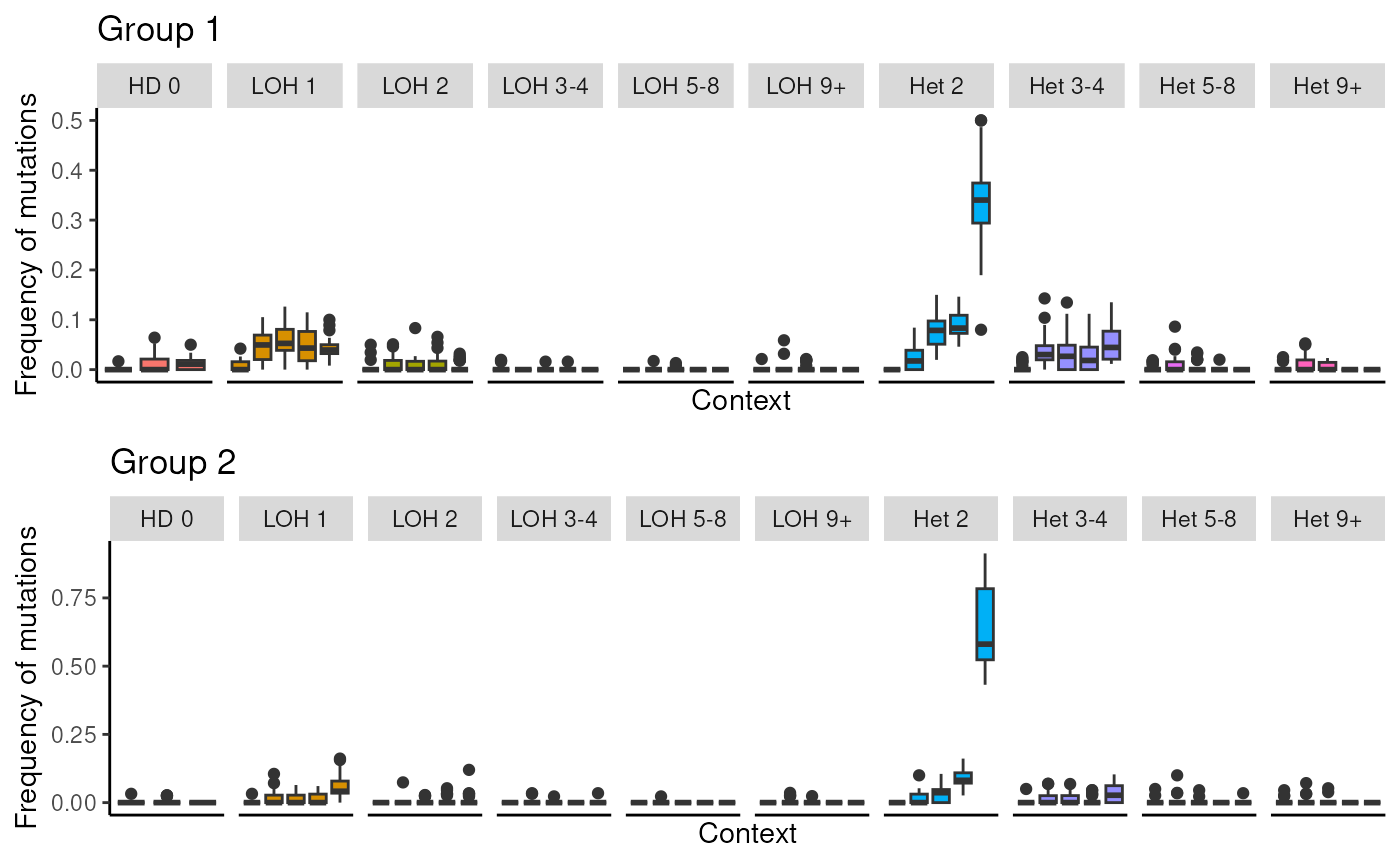 Group 1
HD 0 LOH 1 LOH 2 LOH 3-4 LOH 5-8 LOH 9+ Het 2 Het 3-4 Het 5-8 Het 9+
Frequency of mutations
0.5
0.4
0.3
0.2
0.1
0.0
Context
Group 2
HD 0 LOH 1 LOH 2 LOH 3-4 LOH 5-8 LOH 9+ Het 2 Het 3-4 Het 5-8 Het 9+
Frequency of mutations
0.75
0.50
0.25
0.00
Context